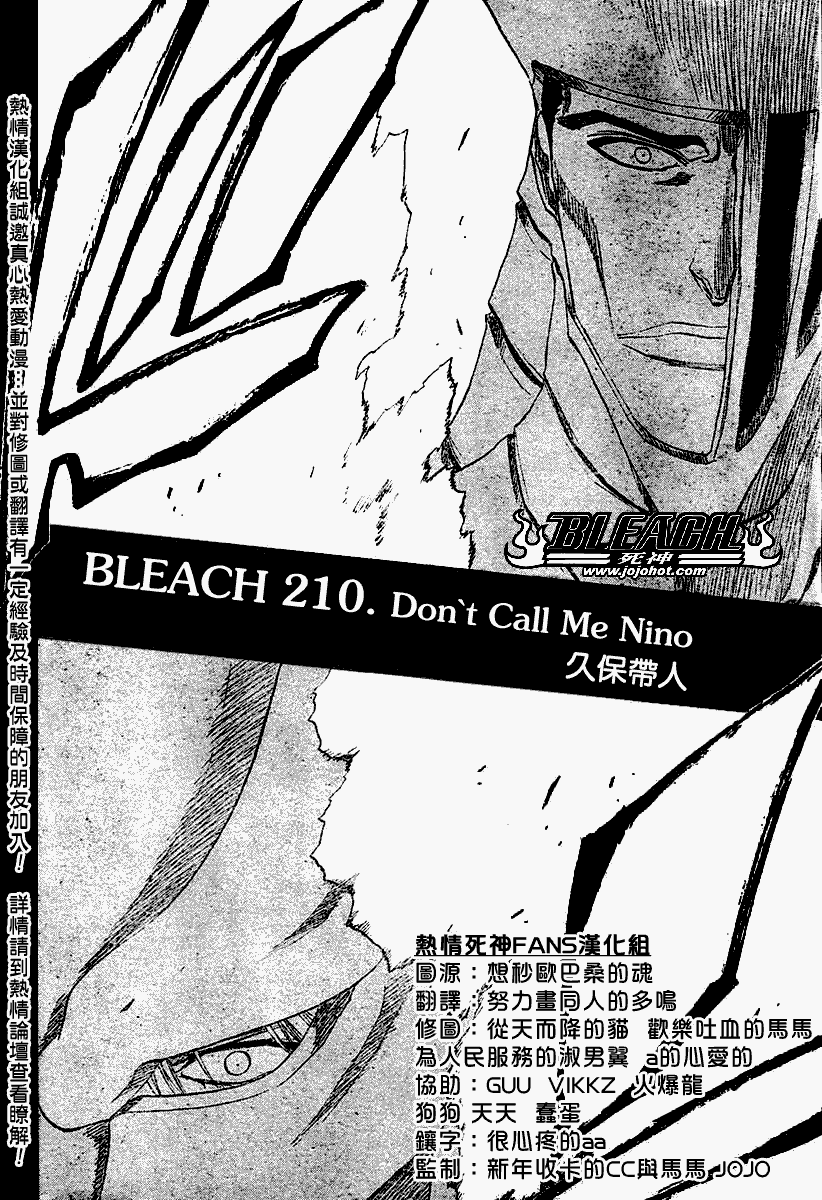 熱情漢化組誠邀真心熱愛動漫…並對修圖或翻譯有一定經驗及時間保障的朋友加入！ 詳情請到熱情論壇查看瞭解！
BLEACH
死神
www.jojohot.com
BLEACH 210. Don`t Call Me Nino
久保帶人
熱情死神FANS漢化組
圖源：想秒歐巴桑的魂
翻譯：努力畫同人的多鳴
修圖：從天而降的貓 歡樂吐血的馬馬
為人民服務的淑男翼 a的心愛的
協助：GUU VIKKZ 火爆龍
狗狗 天天 蠢蛋
鑲字：很心疼的aa
監制：新年收卡的CC與馬馬 JOJO